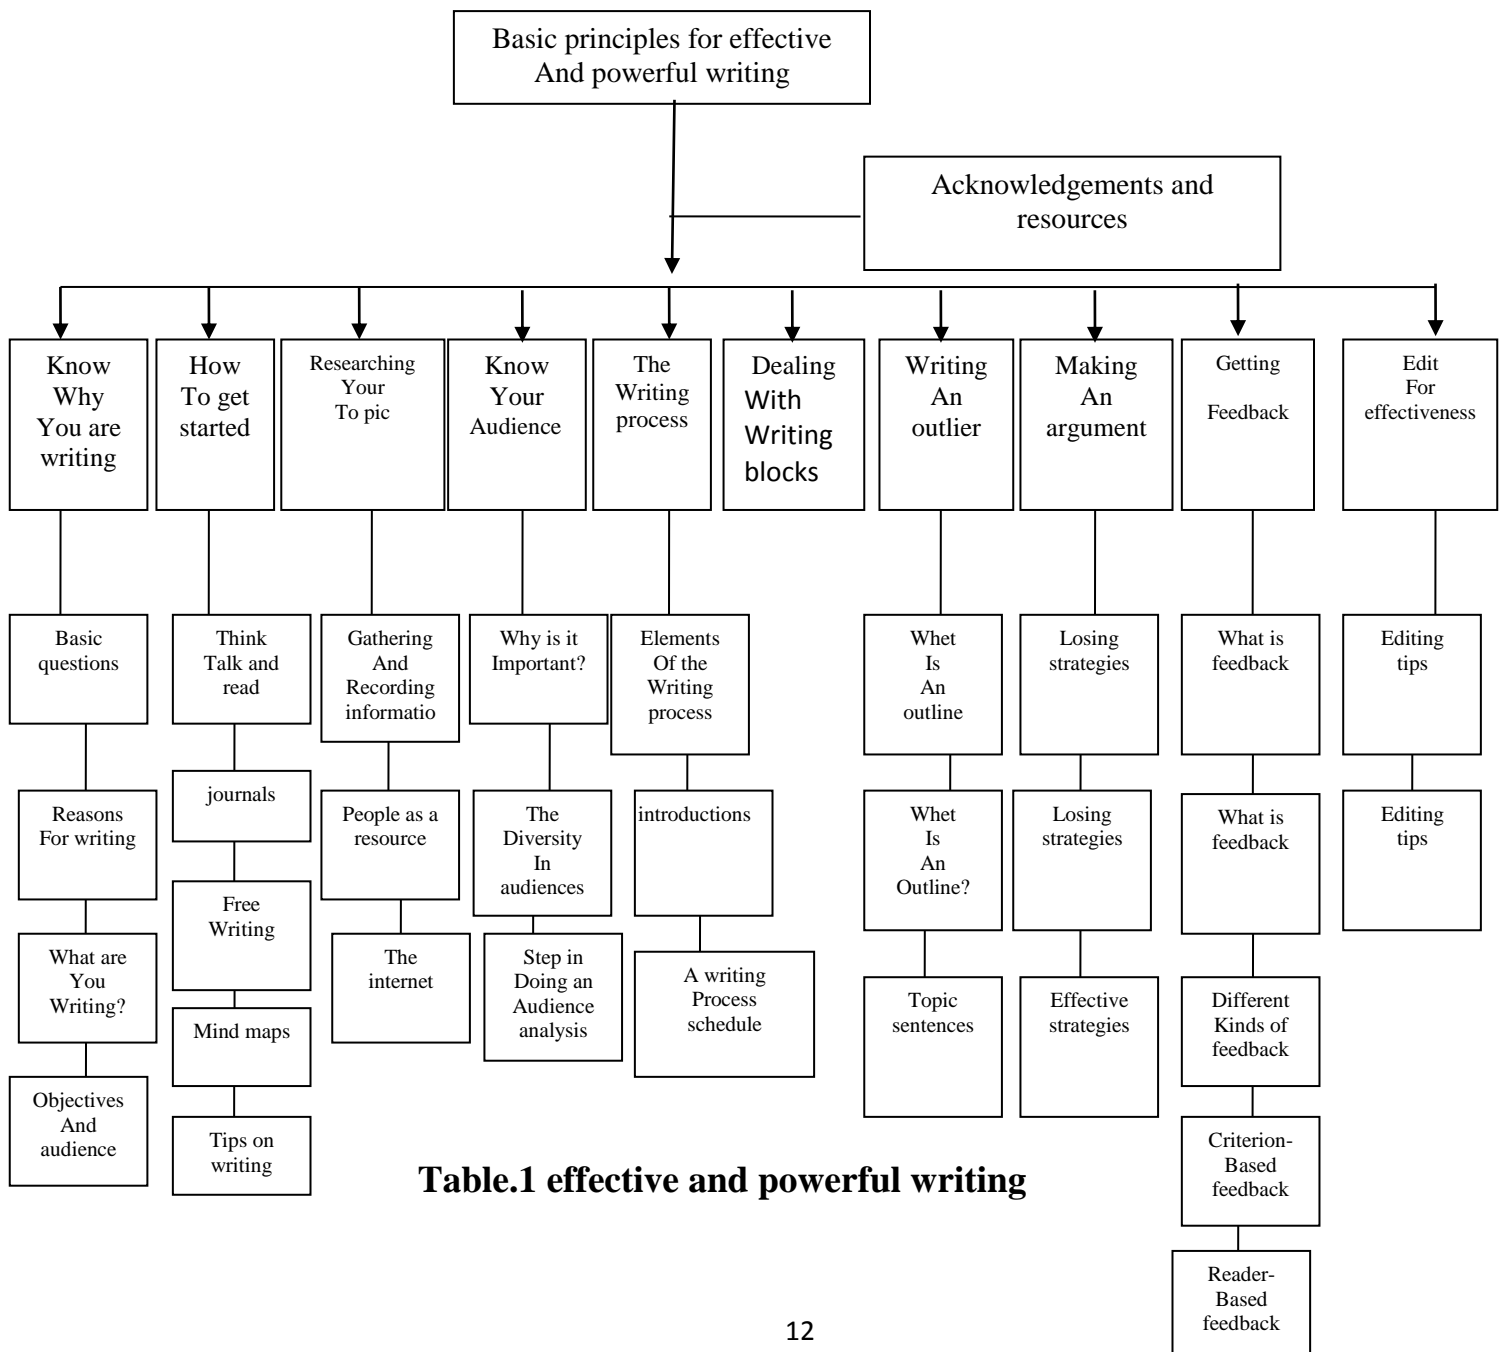 Basic principles for effective
And powerful writing
Acknowledgements and
resources
Know
Why
You are
writing
How
To get
started
Researching
Your
To pic
Know
Your
Audience
The
Writing
process
Dealing
With
Writing
blocks
Writing
An
outlier
Making
An
argument
Getting
Feedback
Edit
For
effectiveness
Basic
questions
Think
Talk and
read
Gathering
And
Recording
informatio
Why is it
Important?
Elements
Of the
Writing
process
Whet
Is
An
outline
Losing
strategies
What is
feedback
Editing
tips
Reasons
For writing
journals
People as a
resource
The
Diversity
In
audiences
introductions
Whet
Is
An
Outline?
Losing
strategies
What is
feedback
Editing
tips
What are
You
Writing?
Free
Writing
The
internet
Step in
Doing an
Audience
analysis
A writing
Process
schedule
Topic
sentences
Effective
strategies
Different
Kinds of
feedback
Objectives
And
audience
Mind maps
Tips on
writing
Criterion-
Based
feedback
Reader-
Based
feedback
Table.1 effective and powerful writing
12